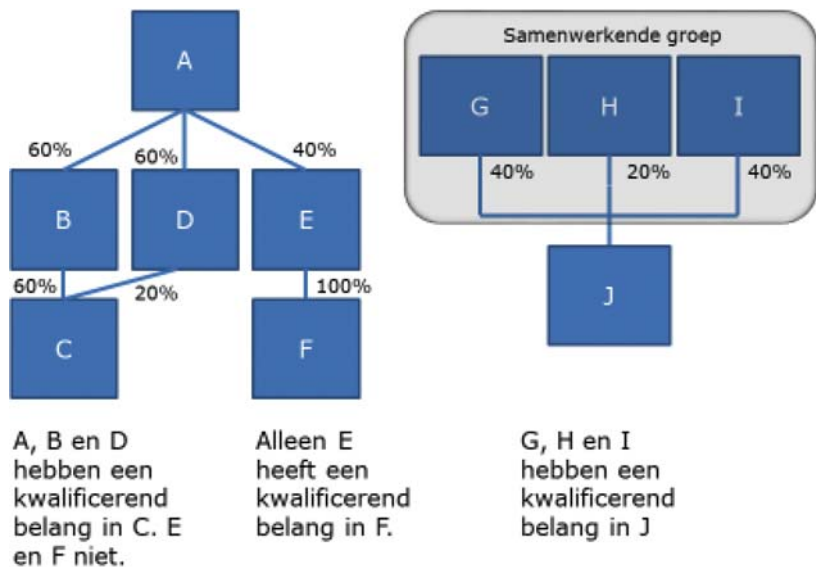 A
60%
60%
40%
B
D
E
60%
20%
100%
C
F
A, B en D
hebben een
kwalificerend
belang in C. E
en F niet.
Alleen E
heeft een
kwalificerend
belang in F.
Samenwerkende groep
G
H
I
40%
20%
40%
J
G, H en I
hebben een
kwalificerend
belang in J